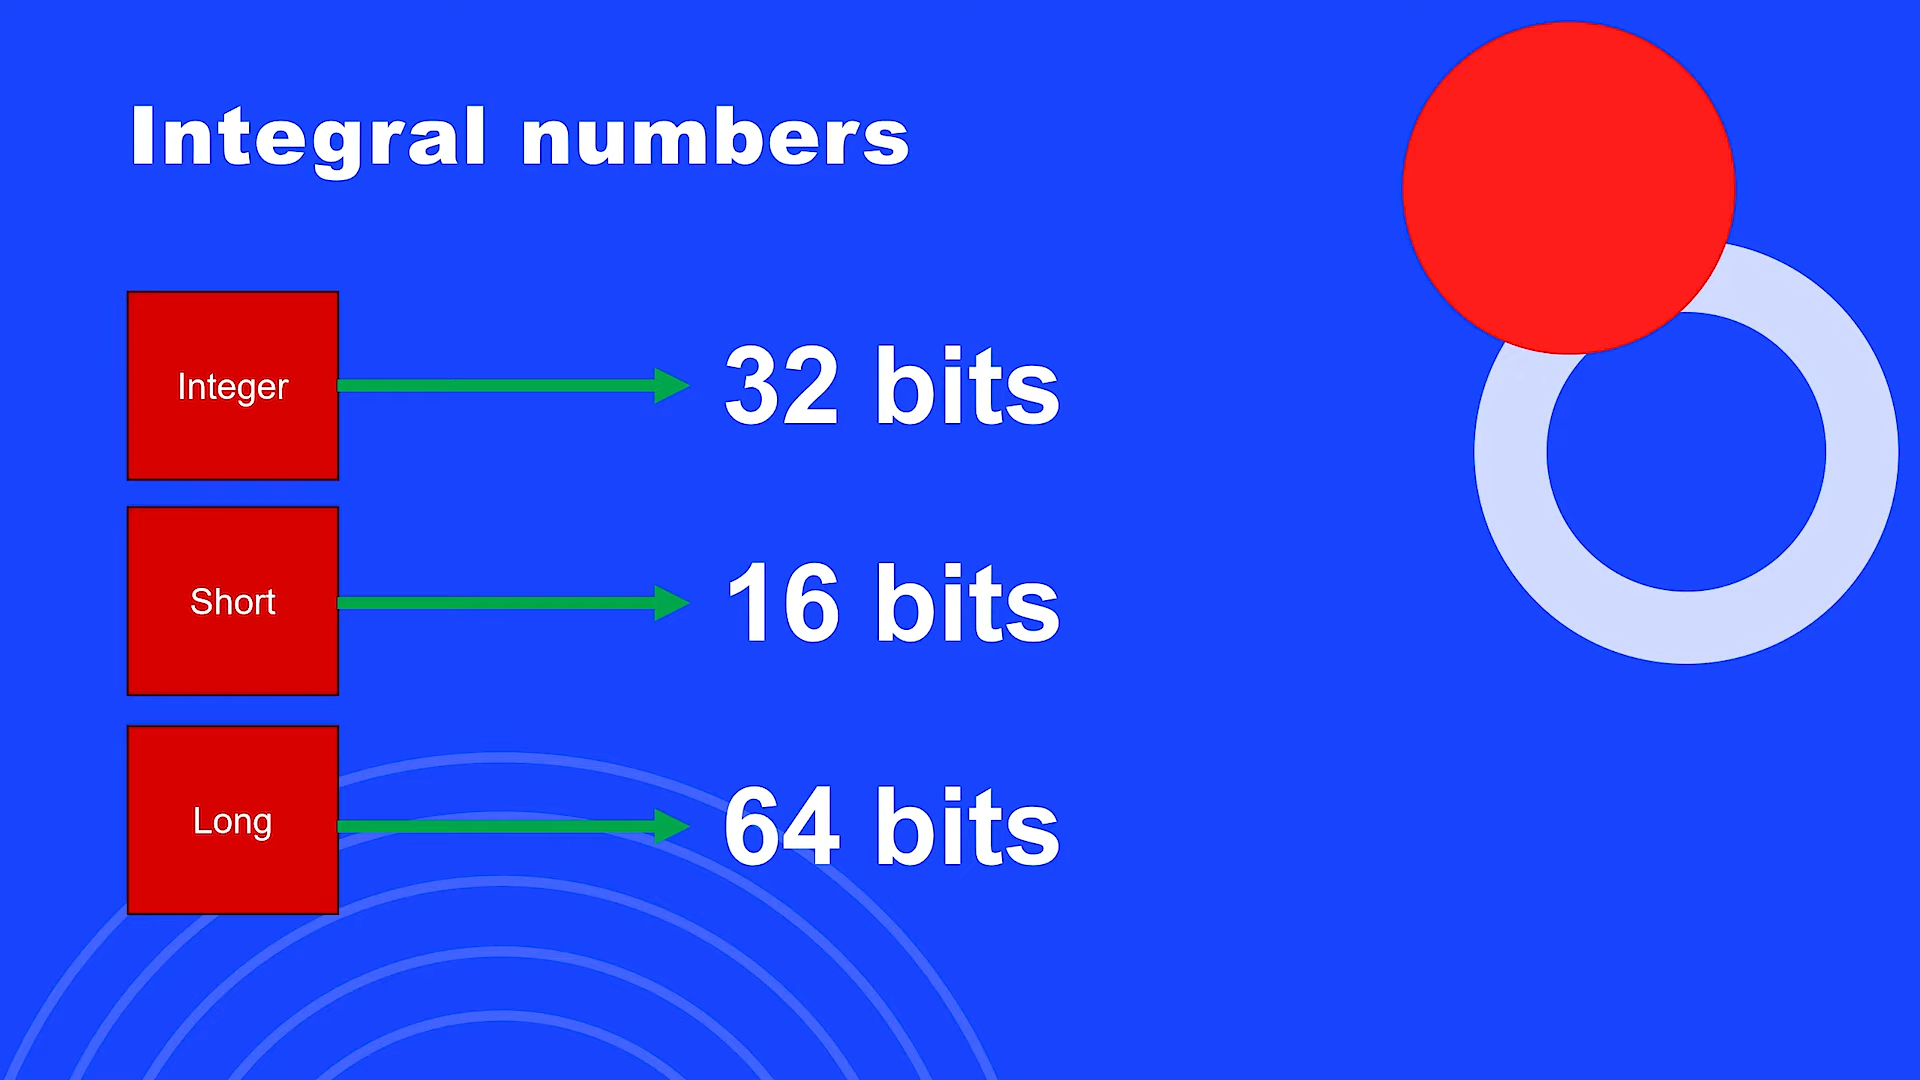 Integral numbers
Integer
32 bits
Short
16 bits
Long
64 bits